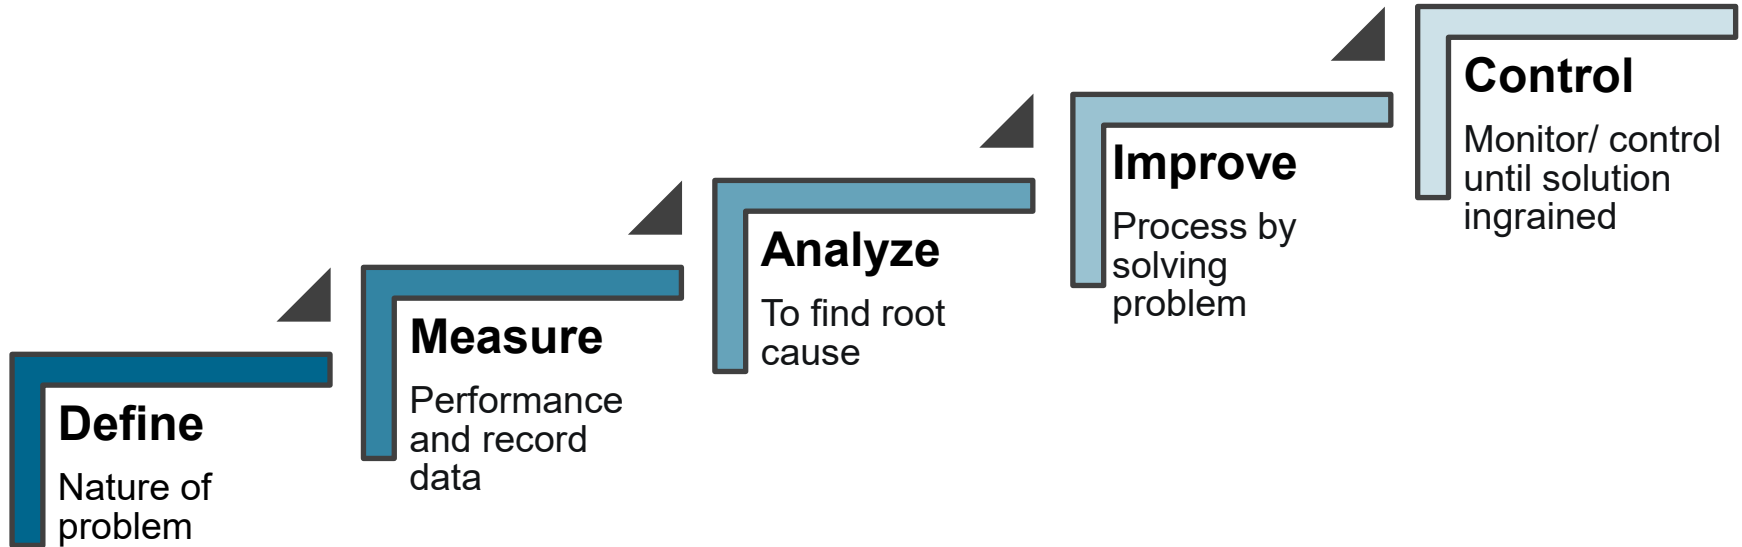 Define
Nature of
problem
Measure
Performance
and record
data
Analyze
To find root
cause
Improve
Process by
solving
problem
Control
Monitor/ control
until solution
ingrained